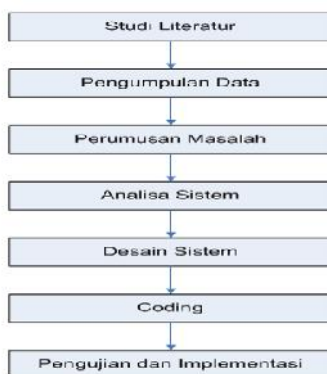 Studi Literatur
Pengumpulan Data
Perumusan Masalah
Analisa Sistem
Desain Sistem
Coding
Pengujian dan Implementasi